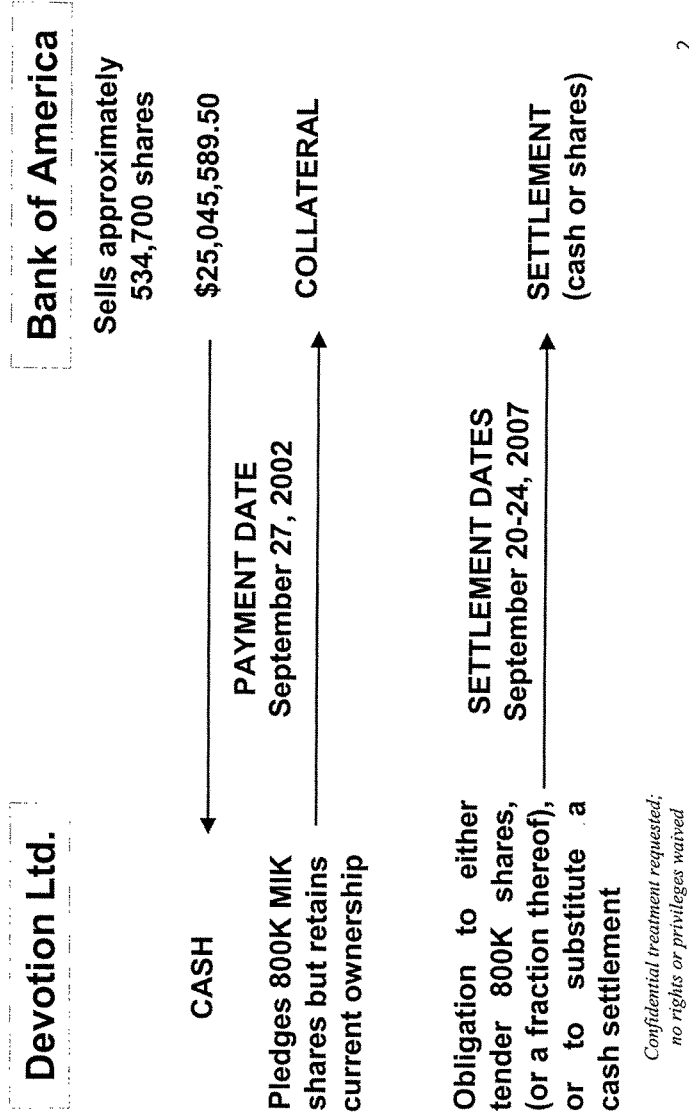 Devotion Ltd.
Bank of America
Sells approximately
534,700 shares
CASH
$25,045,589.50
PAYMENT DATE
September 27, 2002
Pledges 800K MIK
shares but retains
current ownership
COLLATERAL
SETTLEMENT DATES
September 20-24, 2007
Obligation to either
tender 800K shares,
(or a fraction thereof),
or to substitute a
cash settlement
SETTLEMENT
(cash or shares)
Confidential treatment requested;
no rights or privileges waived
2